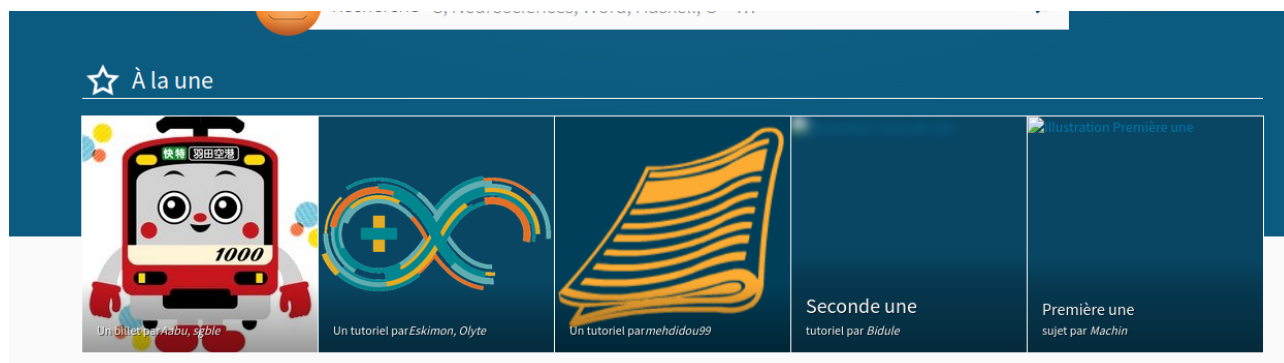 À la une
快特 羽田空港
1000
Un billet par Aabu, sgble
Un tutoriel par Eskimon, Olyte
Un tutoriel par mehdidou99
Seconde une
tutoriel par Bidule
Illustration Première une
Première une
sujet par Machin